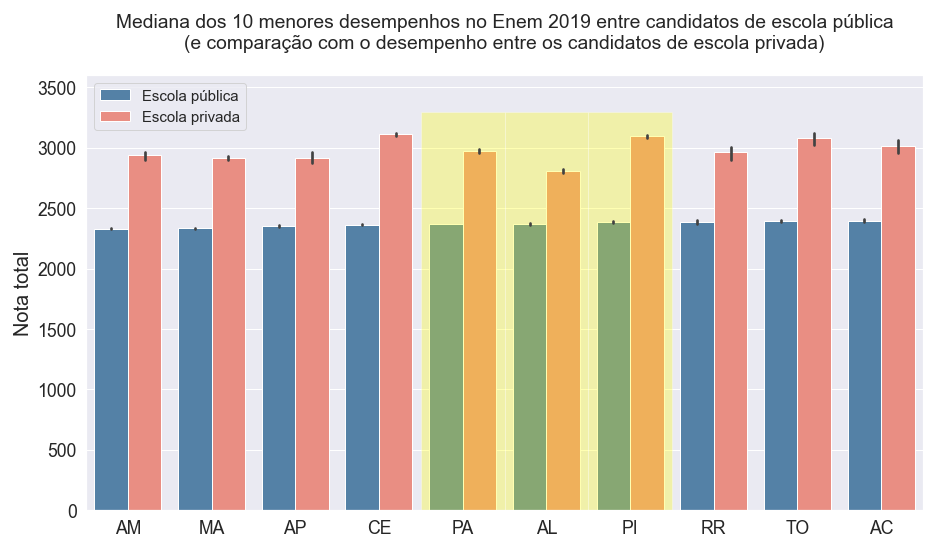 Mediana dos 10 menores desempenhos no Enem 2019 entre candidatos de escola pública
(e comparação com o desempenho entre os candidatos de escola privada)
Escola pública
Escola privada
Nota total
3500
3000
2500
2000
1500
1000
500
0
AM MA AP CE PA AL PI RR TO AC